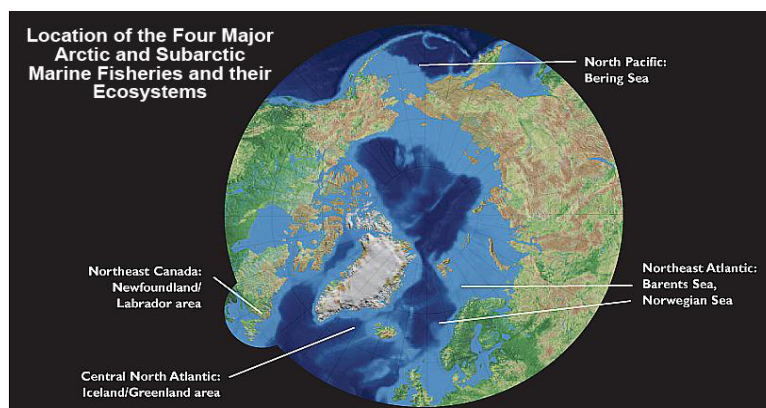 Location of the Four Major
Arctic and Subarctic
Marine Fisheries and their
Ecosystems
North Pacific:
Bering Sea
Northeast Canada:
Newfoundland/
Labrador area
Northeast Atlantic:
Barents Sea,
Norwegian Sea
Central North Atlantic:
Iceland/Greenland area